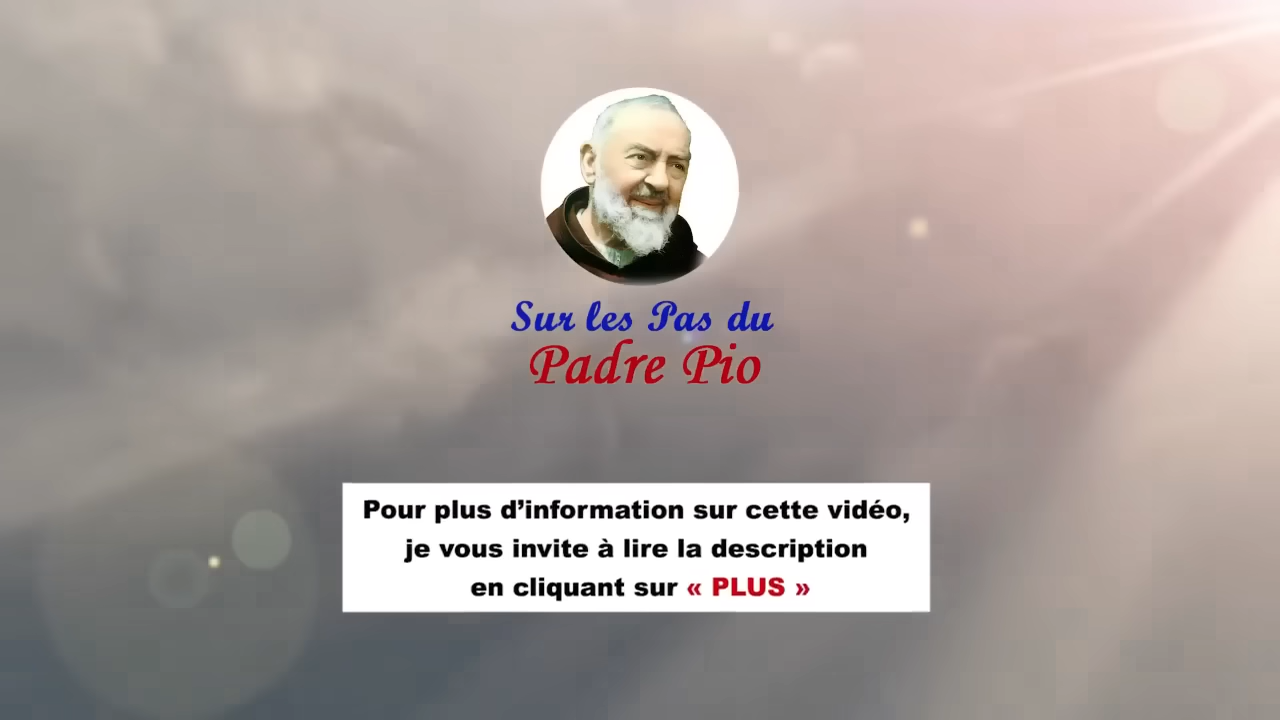 Sur les Pas du
Padre Pio
Pour plus d’information sur cette vidéo,
je vous invite à lire la description
en cliquant sur « PLUS »